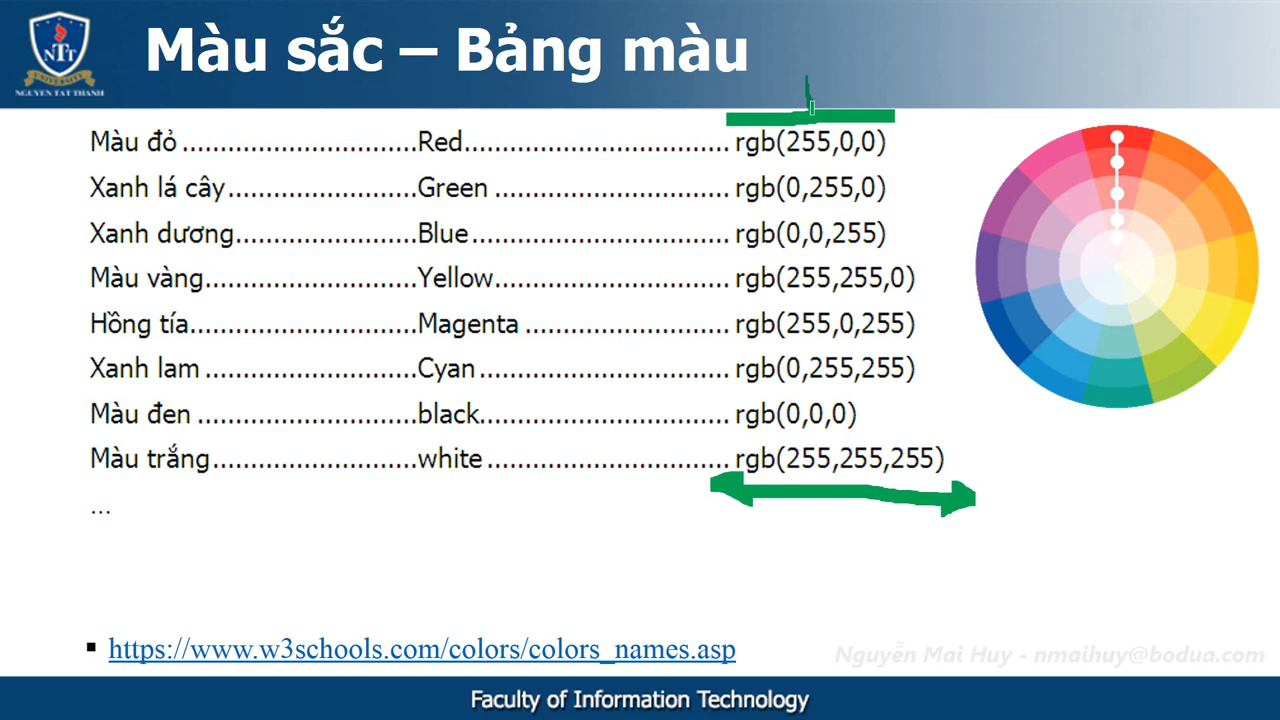 NTT
UNIVERSITY
NGUYEN TAT THANH
Màu sắc – Bảng màu
Màu đỏ ..........................Red............................. rgb(255,0,0)
Xanh lá cây.....................Green .......................... rgb(0,255,0)
Xanh dương....................Blue............................ rgb(0,0,255)
Màu vàng.......................Yellow.......................... rgb(255,255,0)
Hồng tía.........................Magenta ...................... rgb(255,0,255)
Xanh lam .......................Cyan ........................... rgb(0,255,255)
Màu đen ........................black........................... rgb(0,0,0)
Màu trắng.......................white .......................... rgb(255,255,255)
...
▪ https://www.w3schools.com/colors/colors_names.asp
Nguyễn Mai Huy - nmaihuy@bodua.com
Faculty of Information Technology